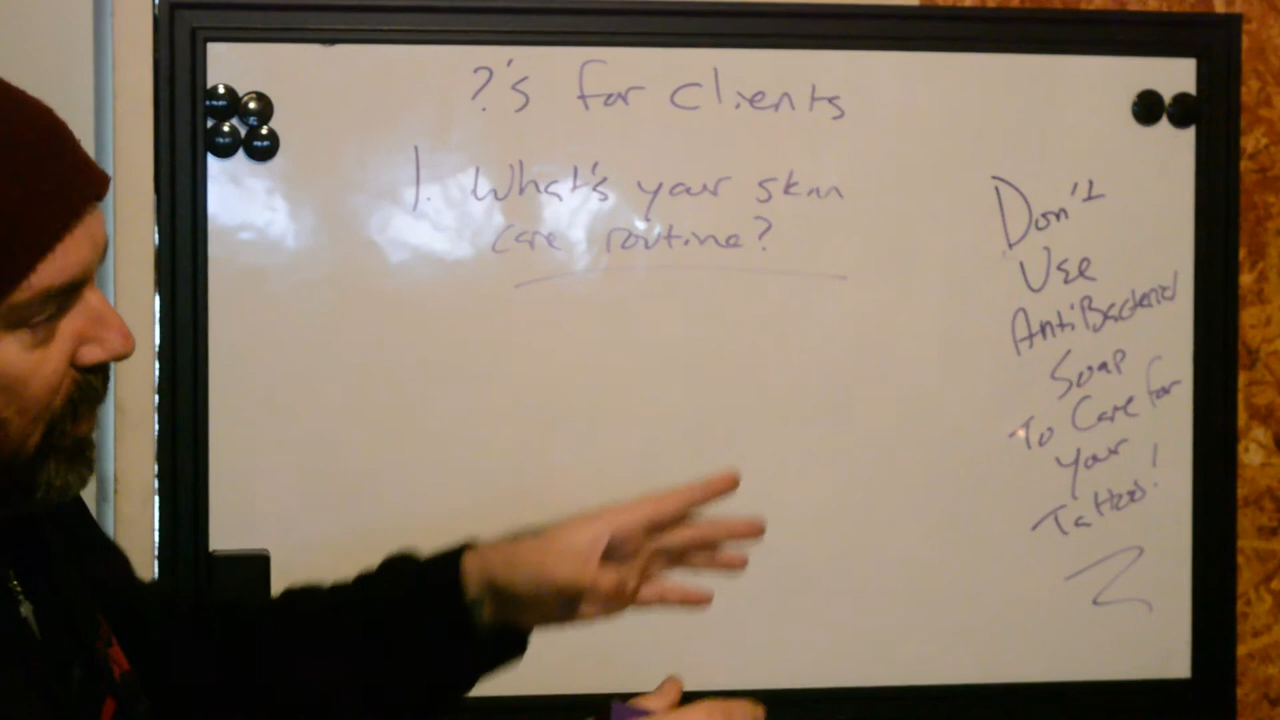 ?'s for clients
1. What's your skin
care routine?
Don't
Use
AntiBacterial
Soap
To Care for
your
Tattoo!